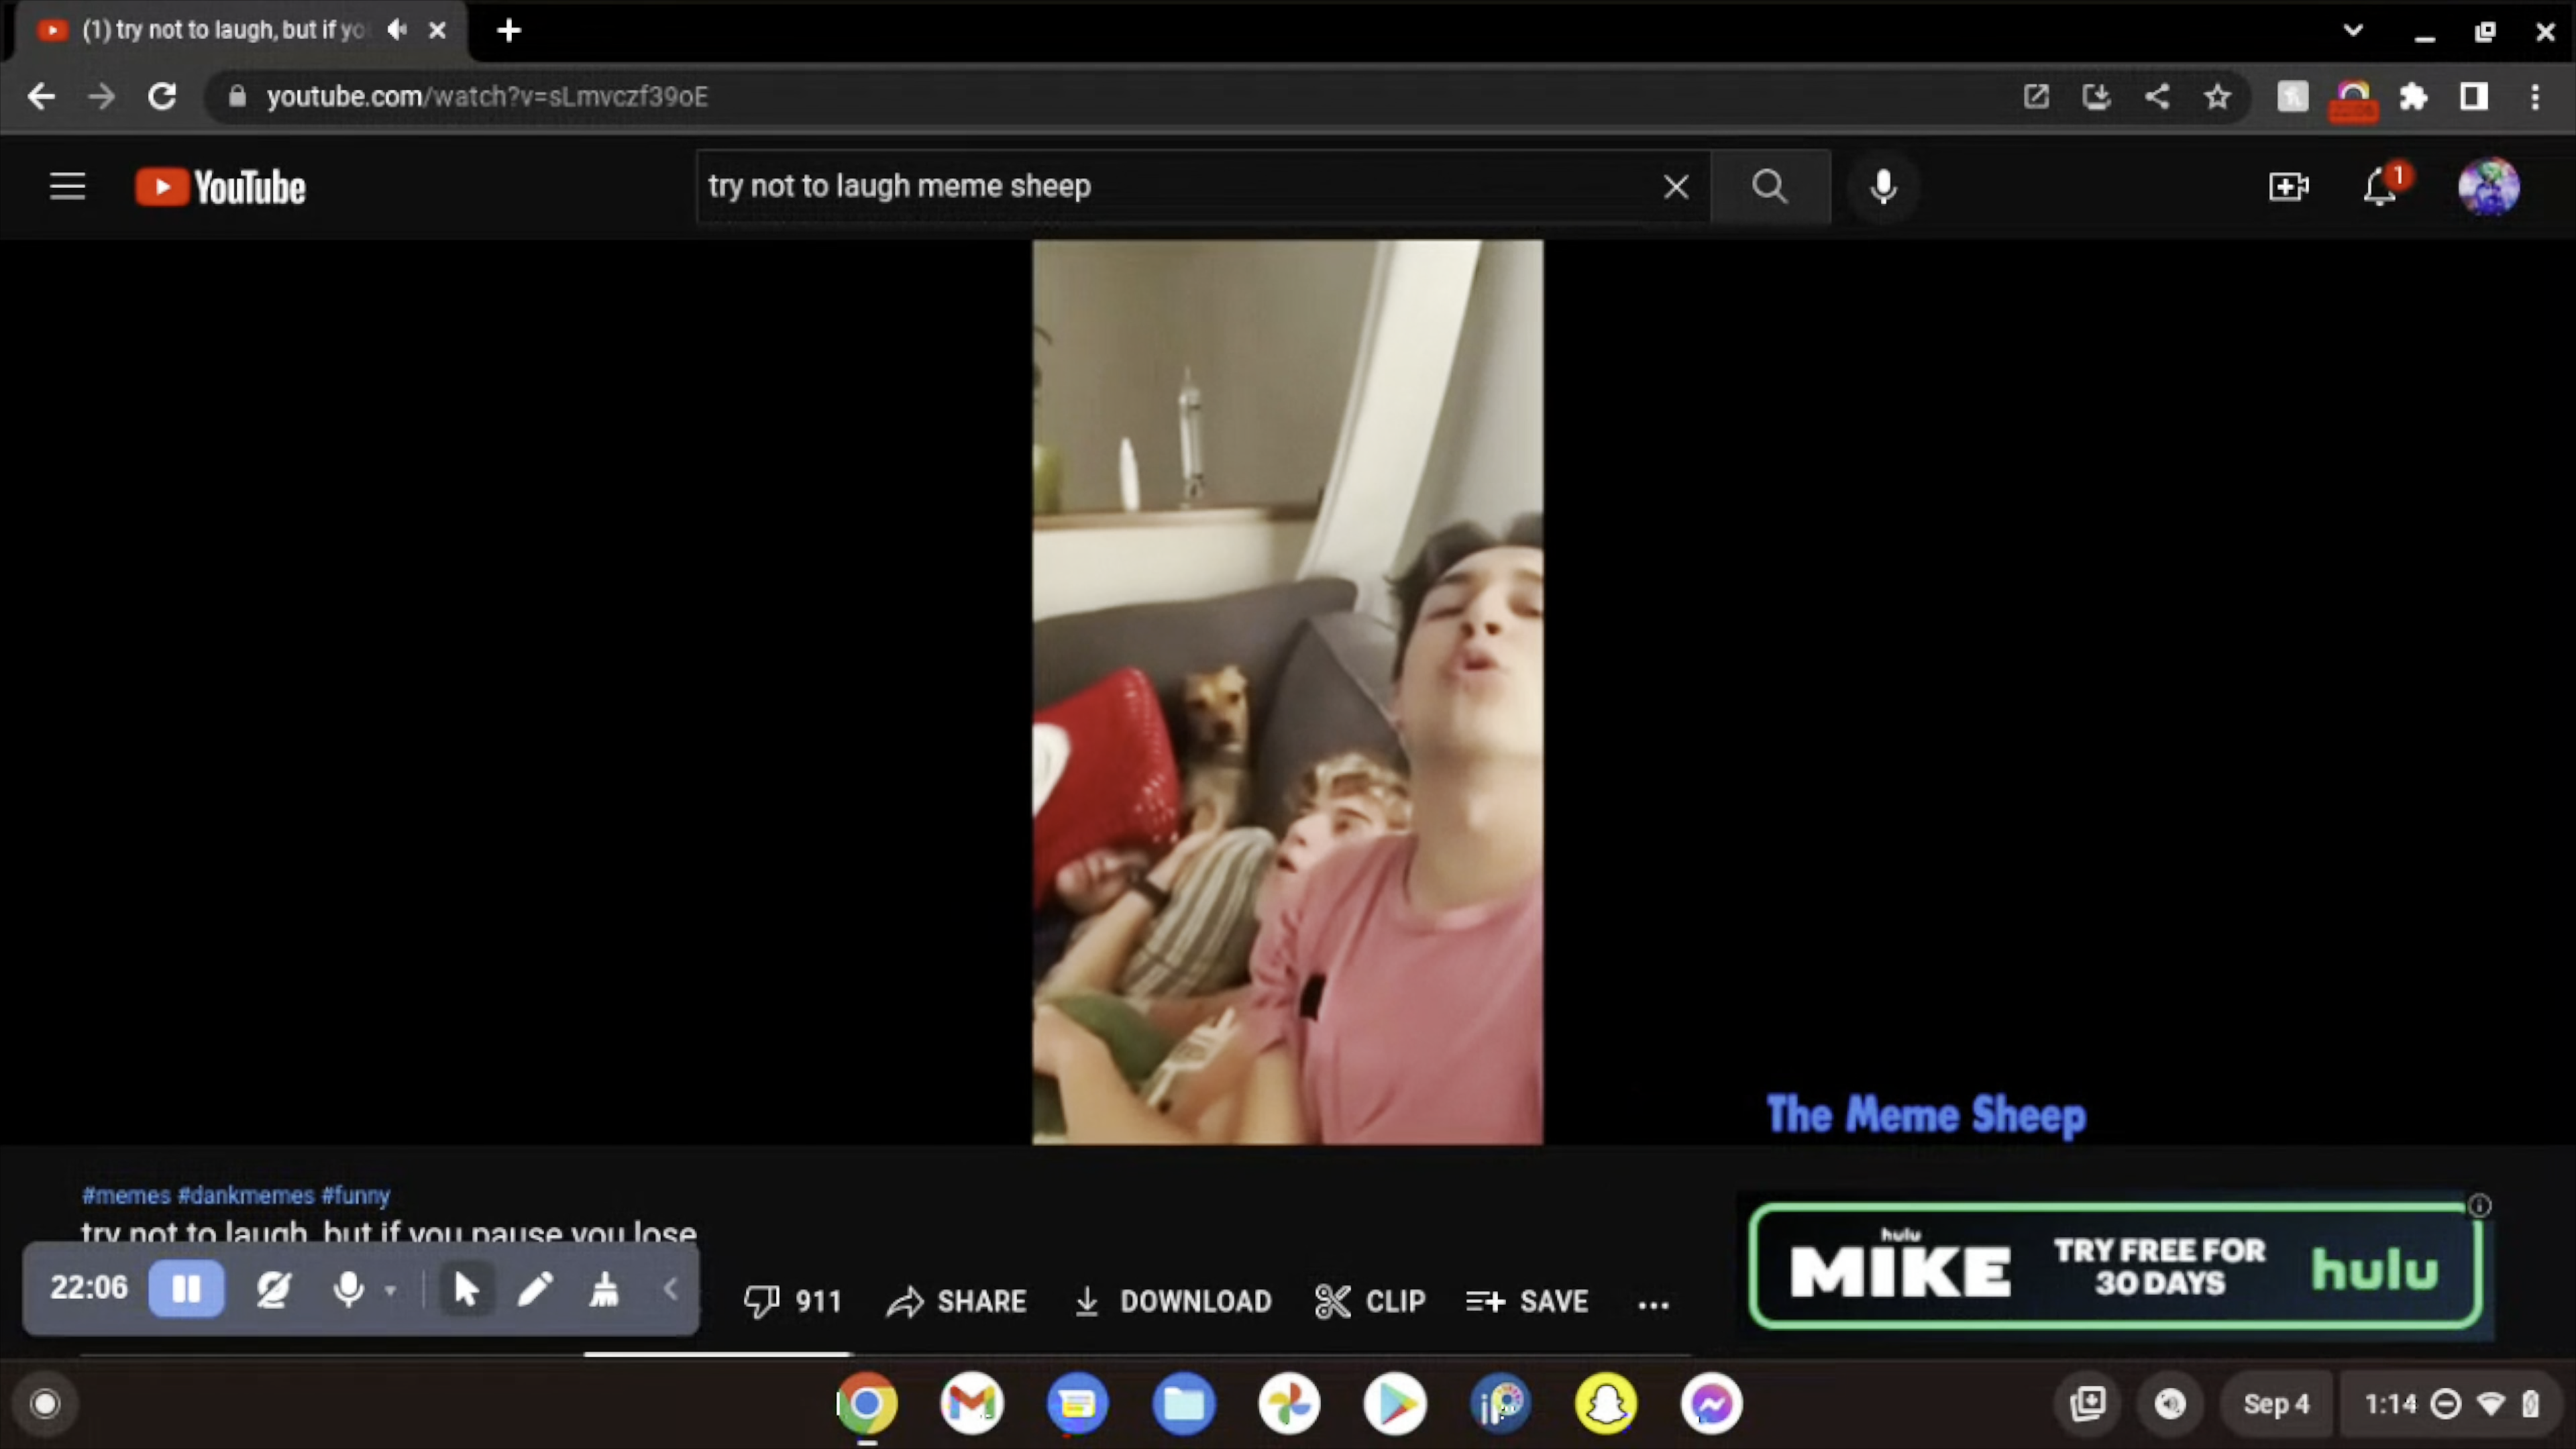 (1) try not to laugh, but if yo
youtube.com/watch?v=sLmvczf39oE
YouTube
try not to laugh meme sheep
1
The Meme Sheep
#memes #dankmemes #funny
try not to laugh, but if you pause you lose
22:06
911
SHARE
DOWNLOAD
CLIP
SAVE
hulu
MIKE
TRY FREE FOR
30 DAYS
hulu
Sep 4
1:14